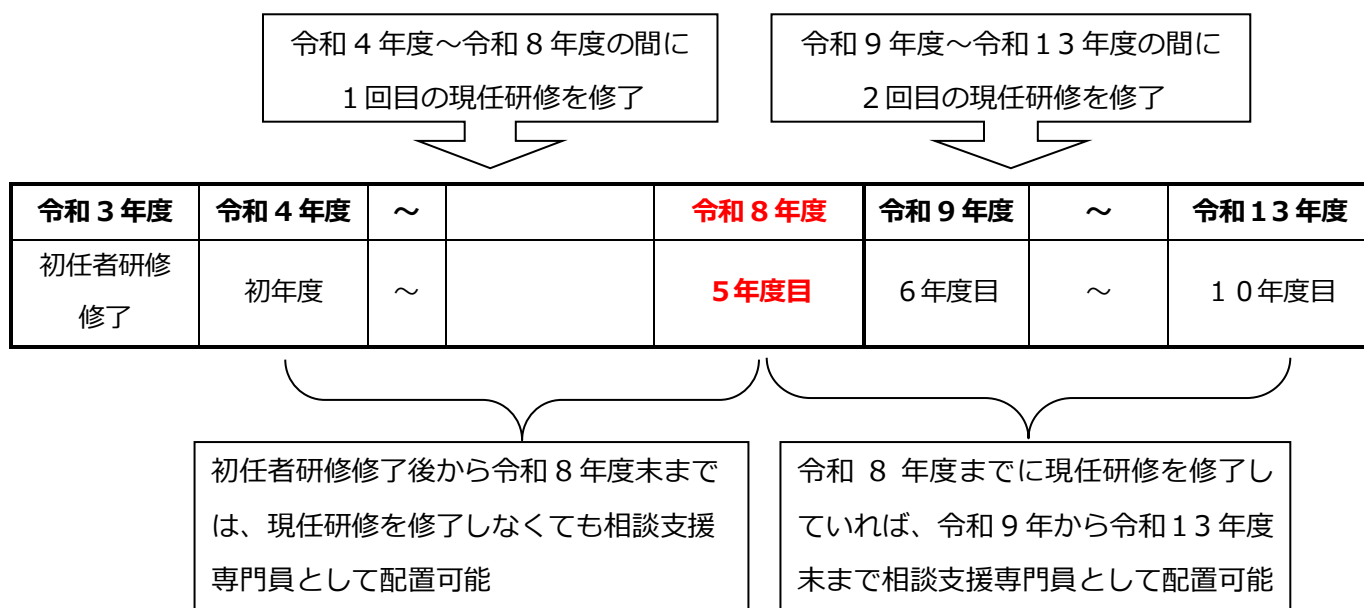 令和４年度～令和８年度の間に
１回目の現任研修を修了
令和９年度～令和１３年度の間に
２回目の現任研修を修了
令和３年度 令和４年度 ～ 令和８年度 令和９年度 ～ 令和１３年度
初任者研修
修了
初年度 ～ ５年度目 ６年度目 ～ １０年度目
初任者研修修了後から令和８年度末まで
は、現任研修を修了しなくても相談支援
専門員として配置可能
令和 ８ 年度までに現任研修を修了し
ていれば、令和９年から令和１３年度
末まで相談支援専門員として配置可能